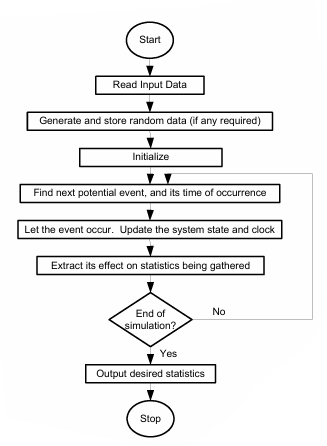 Start
Read Input Data
Generate and store random data (if any required)
Initialize
Find next potential event, and its time of occurrence
Let the event occur.  Update the system state and clock
Extract its effect on statistics being gathered
End of
simulation?
No
Yes
Output desired statistics
Stop